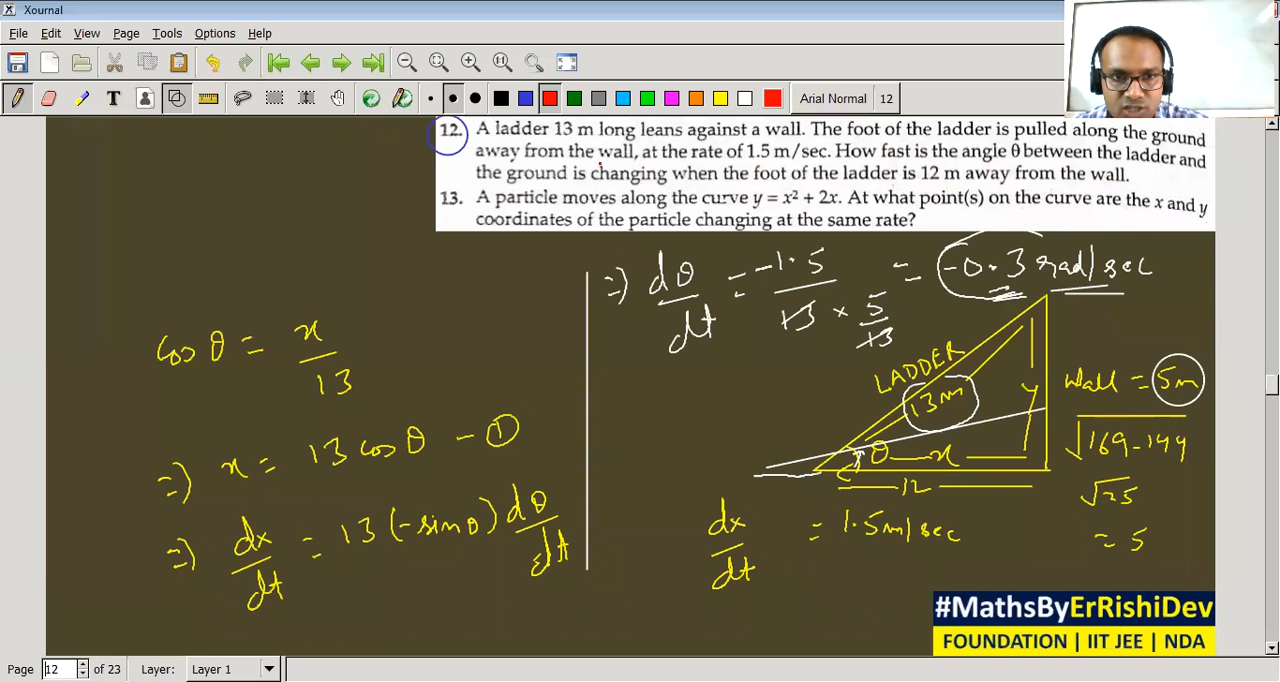 Xournal
File Edit View Page Tools Options Help
Arial Normal 12
12. A ladder 13 m long leans against a wall. The foot of the ladder is pulled along the ground
away from the wall, at the rate of 1.5 m/sec. How fast is the angle θ between the ladder and
the ground is changing when the foot of the ladder is 12 m away from the wall.
13. A particle moves along the curve y = x² + 2x. At what point(s) on the curve are the x and y
coordinates of the particle changing at the same rate?
=) dθ/dt = -1.5/(13 × 5/13) = -0.3 rad/sec
cos θ = x/13
=) x = 13 cos θ - ①
=) dx/dt = 13 (-sin θ) dθ/dt
LADDER
13m
θ
x
y
12
dx/dt = 1.5m/sec
Wall = 5m
√169-144
√25
= 5
#MathsByErRishiDev
FOUNDATION | IIT JEE | NDA
Page 12 of 23 Layer: Layer 1